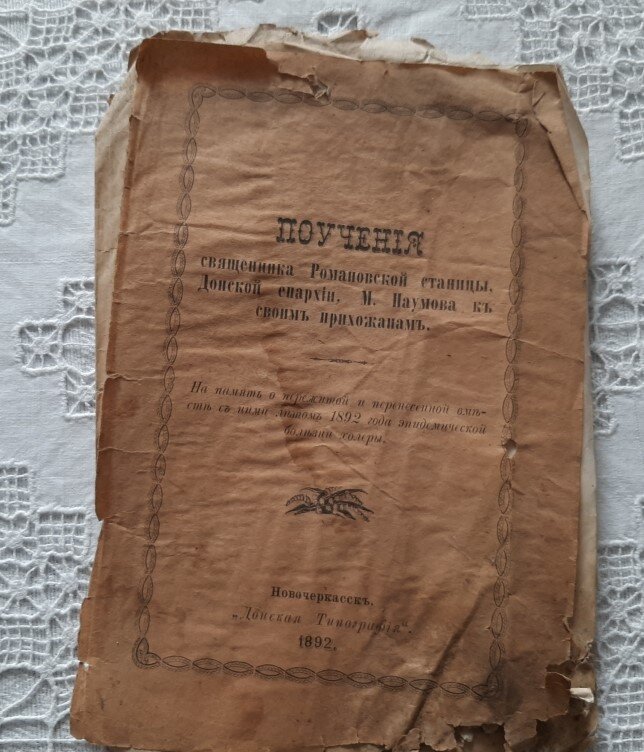 ПОУЧЕНІЯ
священника Романовской станицы,
Донской епархіи, М. Наумова къ
своимъ прихожанамъ.
На память о пережитой и перенесенной вмѣ-
стѣ съ ними лѣтомъ 1892 года эпидемической
болѣзни холеры.
Новочеркасскъ.
„Донская Типографія“.
1892.